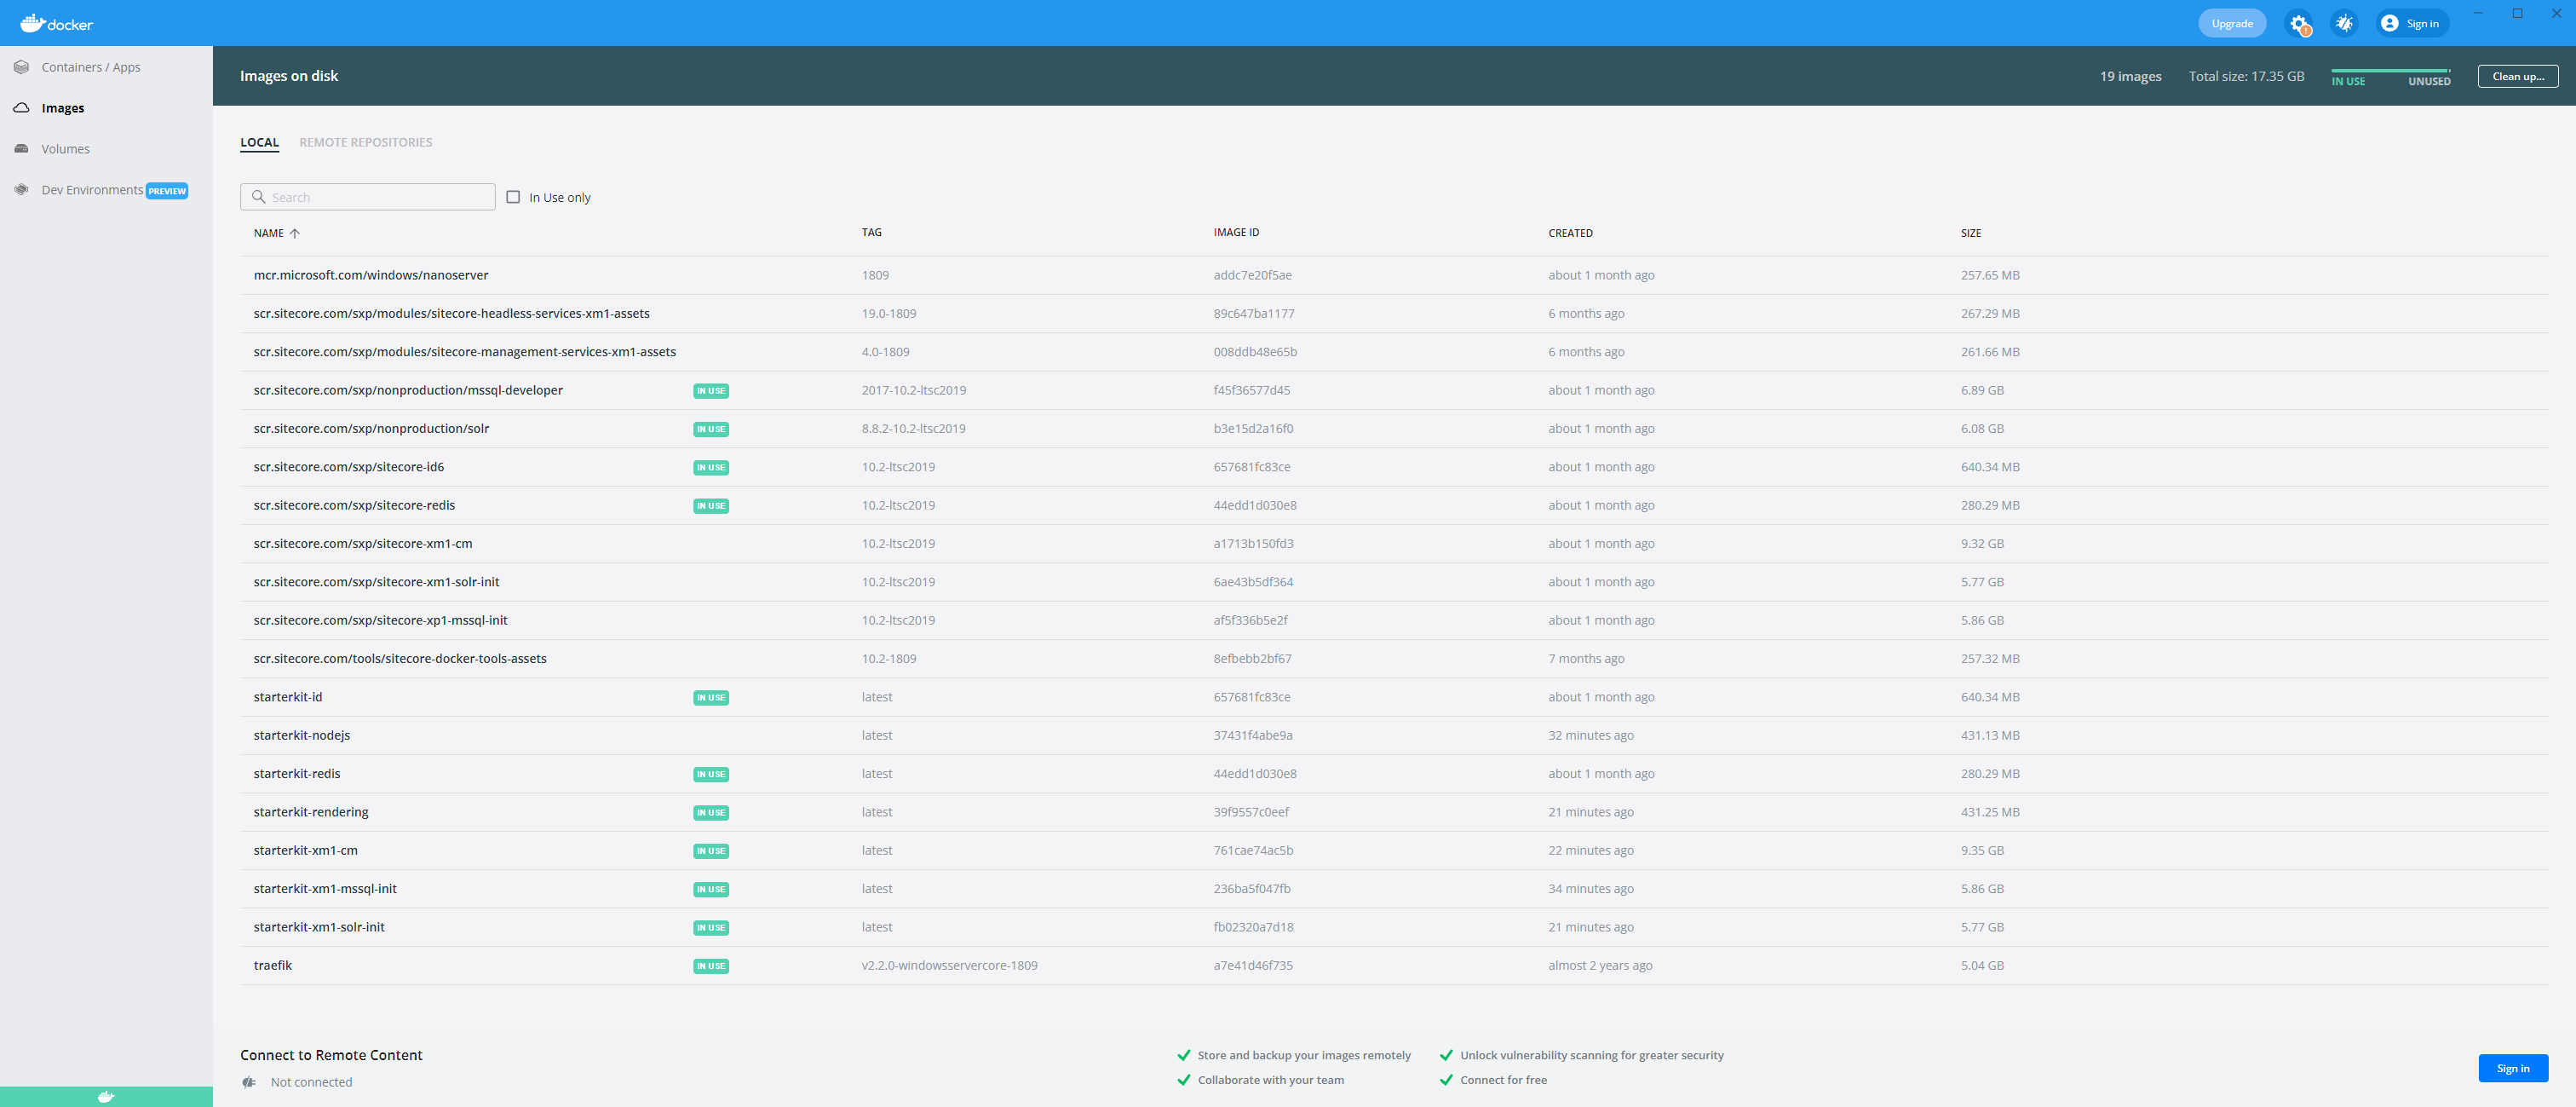 docker
Upgrade
Sign in
Containers / Apps
Images
Volumes
Dev Environments PREVIEW
Images on disk
19 images Total size: 17.35 GB IN USE UNUSED Clean up...
LOCAL REMOTE REPOSITORIES
Search In Use only
NAME TAG IMAGE ID CREATED SIZE
mcr.microsoft.com/windows/nanoserver 1809 addc7e20f5ae about 1 month ago 257.65 MB
scr.sitecore.com/sxp/modules/sitecore-headless-services-xm1-assets 19.0-1809 89c647ba1177 6 months ago 267.29 MB
scr.sitecore.com/sxp/modules/sitecore-management-services-xm1-assets 4.0-1809 008ddb48e65b 6 months ago 261.66 MB
scr.sitecore.com/sxp/nonproduction/mssql-developer IN USE 2017-10.2-ltsc2019 f45f36577d45 about 1 month ago 6.89 GB
scr.sitecore.com/sxp/nonproduction/solr IN USE 8.8.2-10.2-ltsc2019 b3e15d2a16f0 about 1 month ago 6.08 GB
scr.sitecore.com/sxp/sitecore-id6 IN USE 10.2-ltsc2019 657681fc83ce about 1 month ago 640.34 MB
scr.sitecore.com/sxp/sitecore-redis IN USE 10.2-ltsc2019 44edd1d030e8 about 1 month ago 280.29 MB
scr.sitecore.com/sxp/sitecore-xm1-cm 10.2-ltsc2019 a1713b150fd3 about 1 month ago 9.32 GB
scr.sitecore.com/sxp/sitecore-xm1-solr-init 10.2-ltsc2019 6ae43b5df364 about 1 month ago 5.77 GB
scr.sitecore.com/sxp/sitecore-xp1-mssql-init 10.2-ltsc2019 af5f336b5e2f about 1 month ago 5.86 GB
scr.sitecore.com/tools/sitecore-docker-tools-assets 10.2-1809 8efbebb2bf67 7 months ago 257.32 MB
starterkit-id IN USE latest 657681fc83ce about 1 month ago 640.34 MB
starterkit-nodejs latest 37431f4abe9a 32 minutes ago 431.13 MB
starterkit-redis IN USE latest 44edd1d030e8 about 1 month ago 280.29 MB
starterkit-rendering IN USE latest 39f9557c0eef 21 minutes ago 431.25 MB
starterkit-xm1-cm IN USE latest 761cae74ac5b 22 minutes ago 9.35 GB
starterkit-xm1-mssql-init IN USE latest 236ba5f047fb 34 minutes ago 5.86 GB
starterkit-xm1-solr-init IN USE latest fb02320a7d18 21 minutes ago 5.77 GB
traefik IN USE v2.2.0-windowsservercore-1809 a7e41d46f735 almost 2 years ago 5.04 GB
Connect to Remote Content
Not connected
Store and backup your images remotely Unlock vulnerability scanning for greater security
Collaborate with your team Connect for free
Sign in